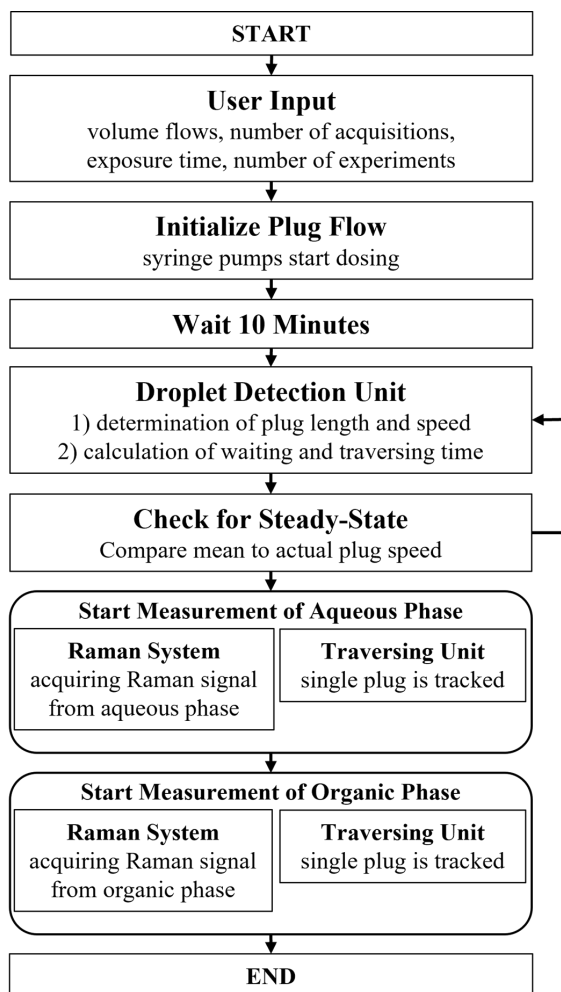 START
User Input
volume flows, number of acquisitions,
exposure time, number of experiments
Initialize Plug Flow
syringe pumps start dosing
Wait 10 Minutes
Droplet Detection Unit
1) determination of plug length and speed
2) calculation of waiting and traversing time
Check for Steady-State
Compare mean to actual plug speed
Start Measurement of Aqueous Phase
Raman System
acquiring Raman signal
from aqueous phase
Traversing Unit
single plug is tracked
Start Measurement of Organic Phase
Raman System
acquiring Raman signal
from organic phase
Traversing Unit
single plug is tracked
END